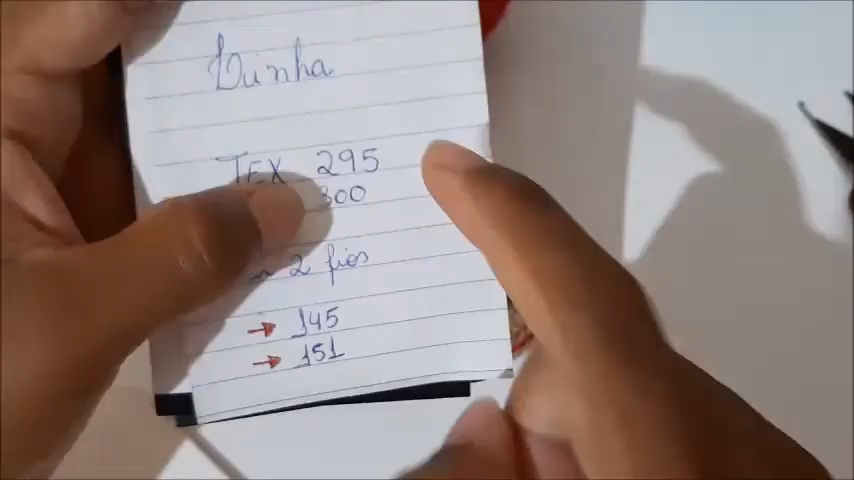 Linha
TEX 295
300
2 fios
→ 145
→ 151